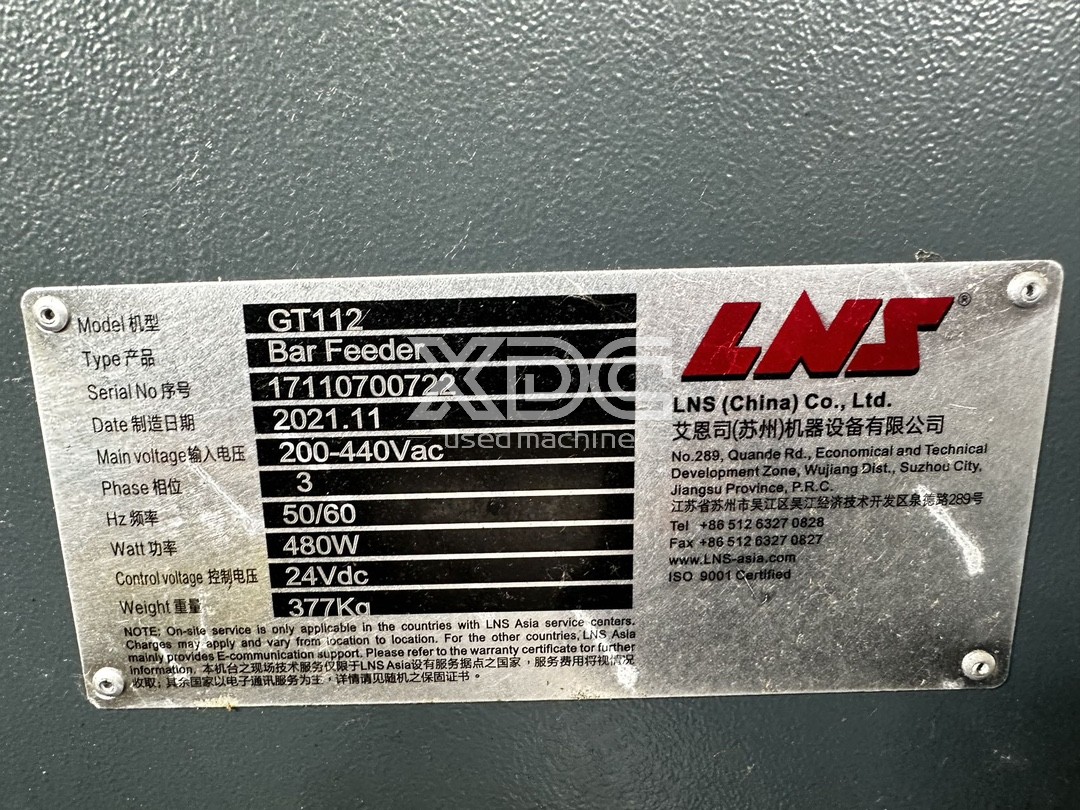 Model 机型 GT112
Type 产品 Bar Feeder
Serial No 序号 17110700722
Date 制造日期 2021.11
Main voltage 输入电压 200-440Vac
Phase 相位 3
Hz 频率 50/60
Watt 功率 480W
Control voltage 控制电压 24Vdc
Weight 重量 377Kg
NOTE: On-site service is only applicable in the countries with LNS Asia service centers.
Charges may apply and vary from location to location. For the other countries, LNS Asia
mainly provides E-communication support. Please refer to the warranty certificate for further
information. 本机台之现场技术服务仅限于LNS Asia设有服务据点之国家，服务费用将视情况
收取；其余国家以电子通讯服务为主，详情请见随机之保固证书。
LNS®
LNS (China) Co., Ltd.
艾恩司(苏州)机器设备有限公司
No.289, Quande Rd., Economical and Technical
Development Zone, Wujiang Dist., Suzhou City,
Jiangsu Province, P.R.C.
江苏省苏州市吴江区吴江经济技术开发区泉德路289号
Tel +86 512 6327 0828
Fax +86 512 6327 0827
www.LNS-asia.com
ISO 9001 Certified
XDC
used machine